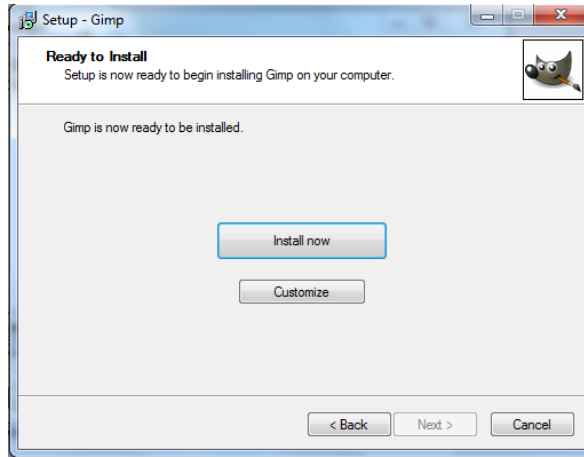 Setup - Gimp
Ready to Install
Setup is now ready to begin installing Gimp on your computer.
Gimp is now ready to be installed.
Install now
Customize
< Back Next > Cancel